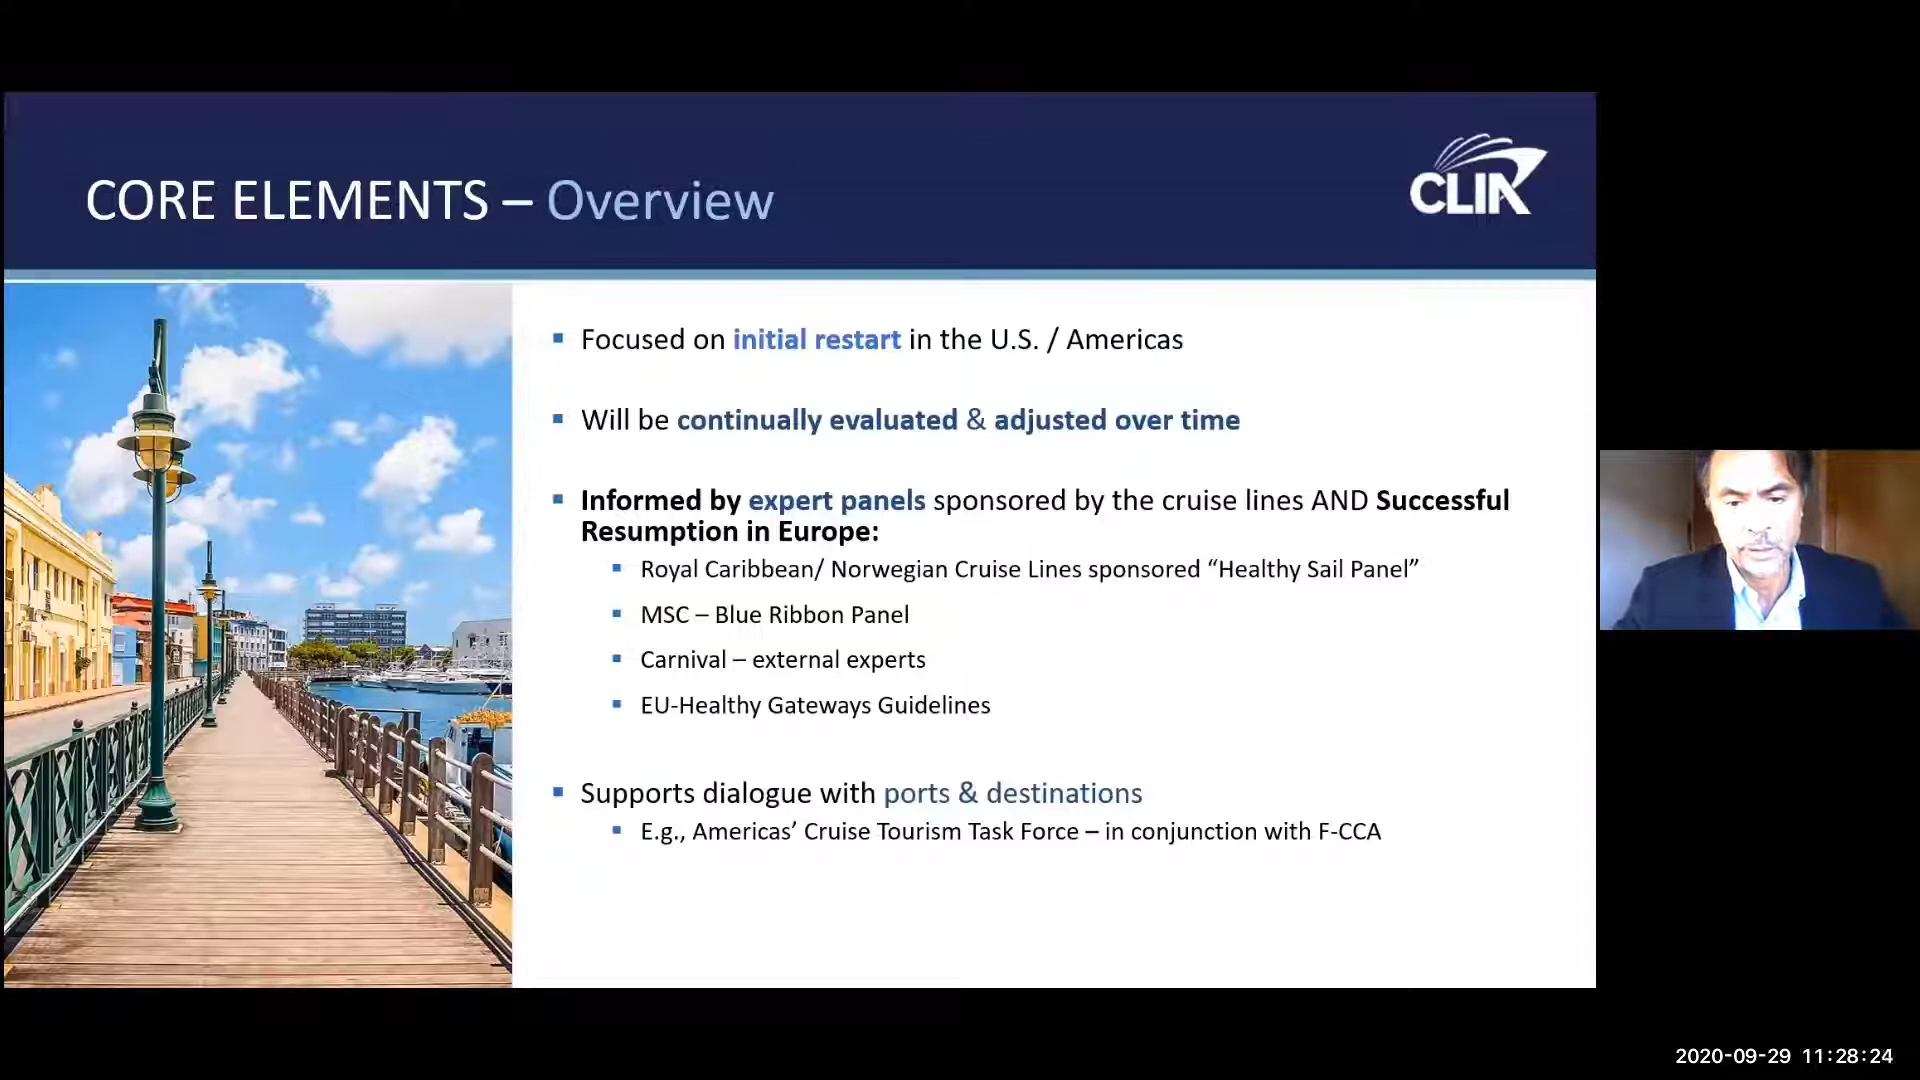 CORE ELEMENTS – Overview
CLIA
▪ Focused on initial restart in the U.S. / Americas
▪ Will be continually evaluated & adjusted over time
▪ Informed by expert panels sponsored by the cruise lines AND Successful
Resumption in Europe:
▪ Royal Caribbean/ Norwegian Cruise Lines sponsored “Healthy Sail Panel”
▪ MSC – Blue Ribbon Panel
▪ Carnival – external experts
▪ EU-Healthy Gateways Guidelines
▪ Supports dialogue with ports & destinations
▪ E.g., Americas’ Cruise Tourism Task Force – in conjunction with F-CCA
2020-09-29 11:28:24